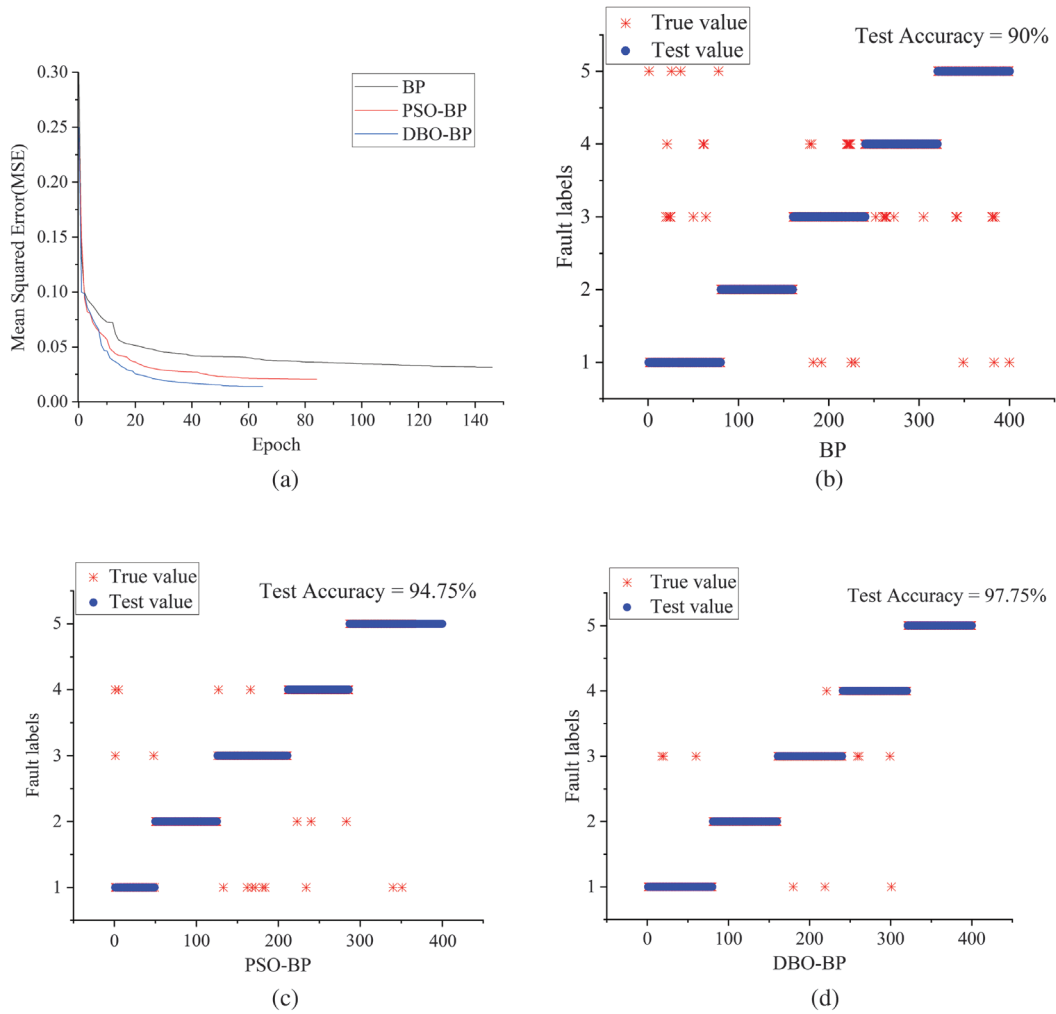 BP
PSO-BP
DBO-BP
0.30
0.25
0.20
0.15
0.10
0.05
0.00
Mean Squared Error(MSE)
0 20 40 60 80 100 120 140
Epoch
(a)
True value
Test value
Test Accuracy = 90%
5
4
3
2
1
Fault labels
0 100 200 300 400
BP
(b)
True value
Test value
Test Accuracy = 94.75%
5
4
3
2
1
Fault labels
0 100 200 300 400
PSO-BP
(c)
True value
Test value
Test Accuracy = 97.75%
5
4
3
2
1
Fault labels
0 100 200 300 400
DBO-BP
(d)